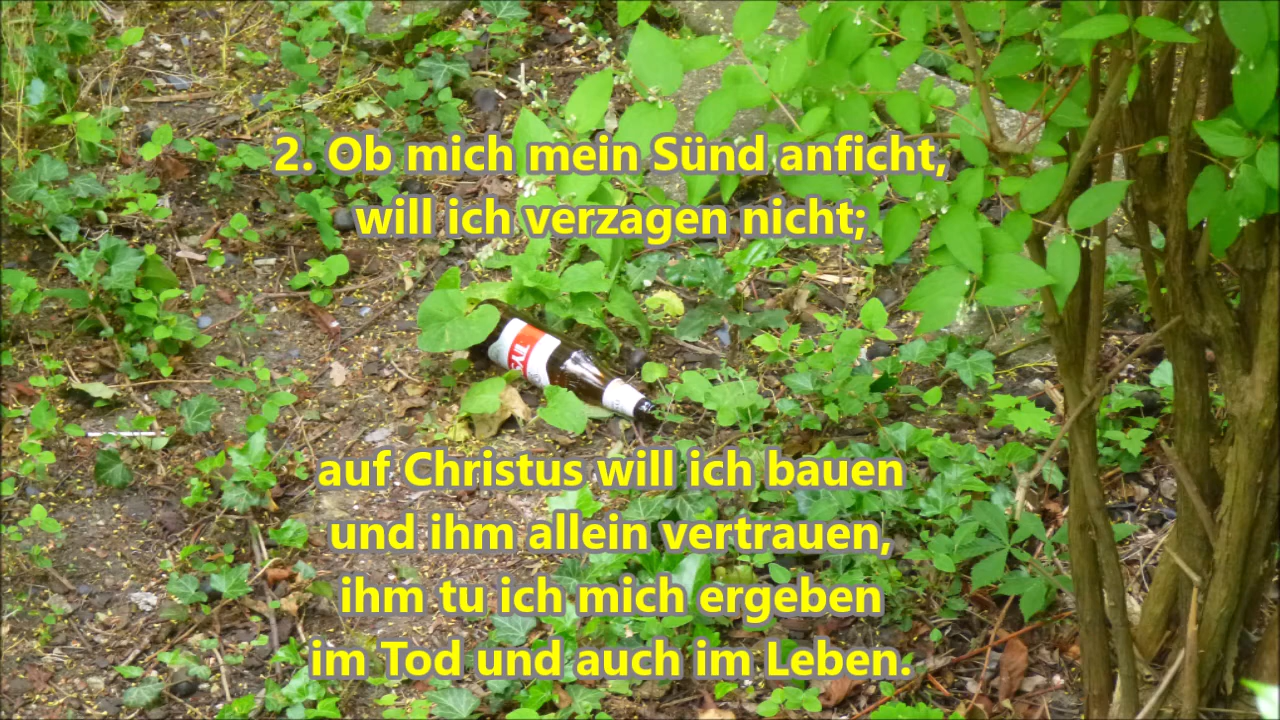 2. Ob mich mein Sünd anficht,
will ich verzagen nicht;
auf Christus will ich bauen
und ihm allein vertrauen,
ihm tu ich mich ergeben
im Tod und auch im Leben.